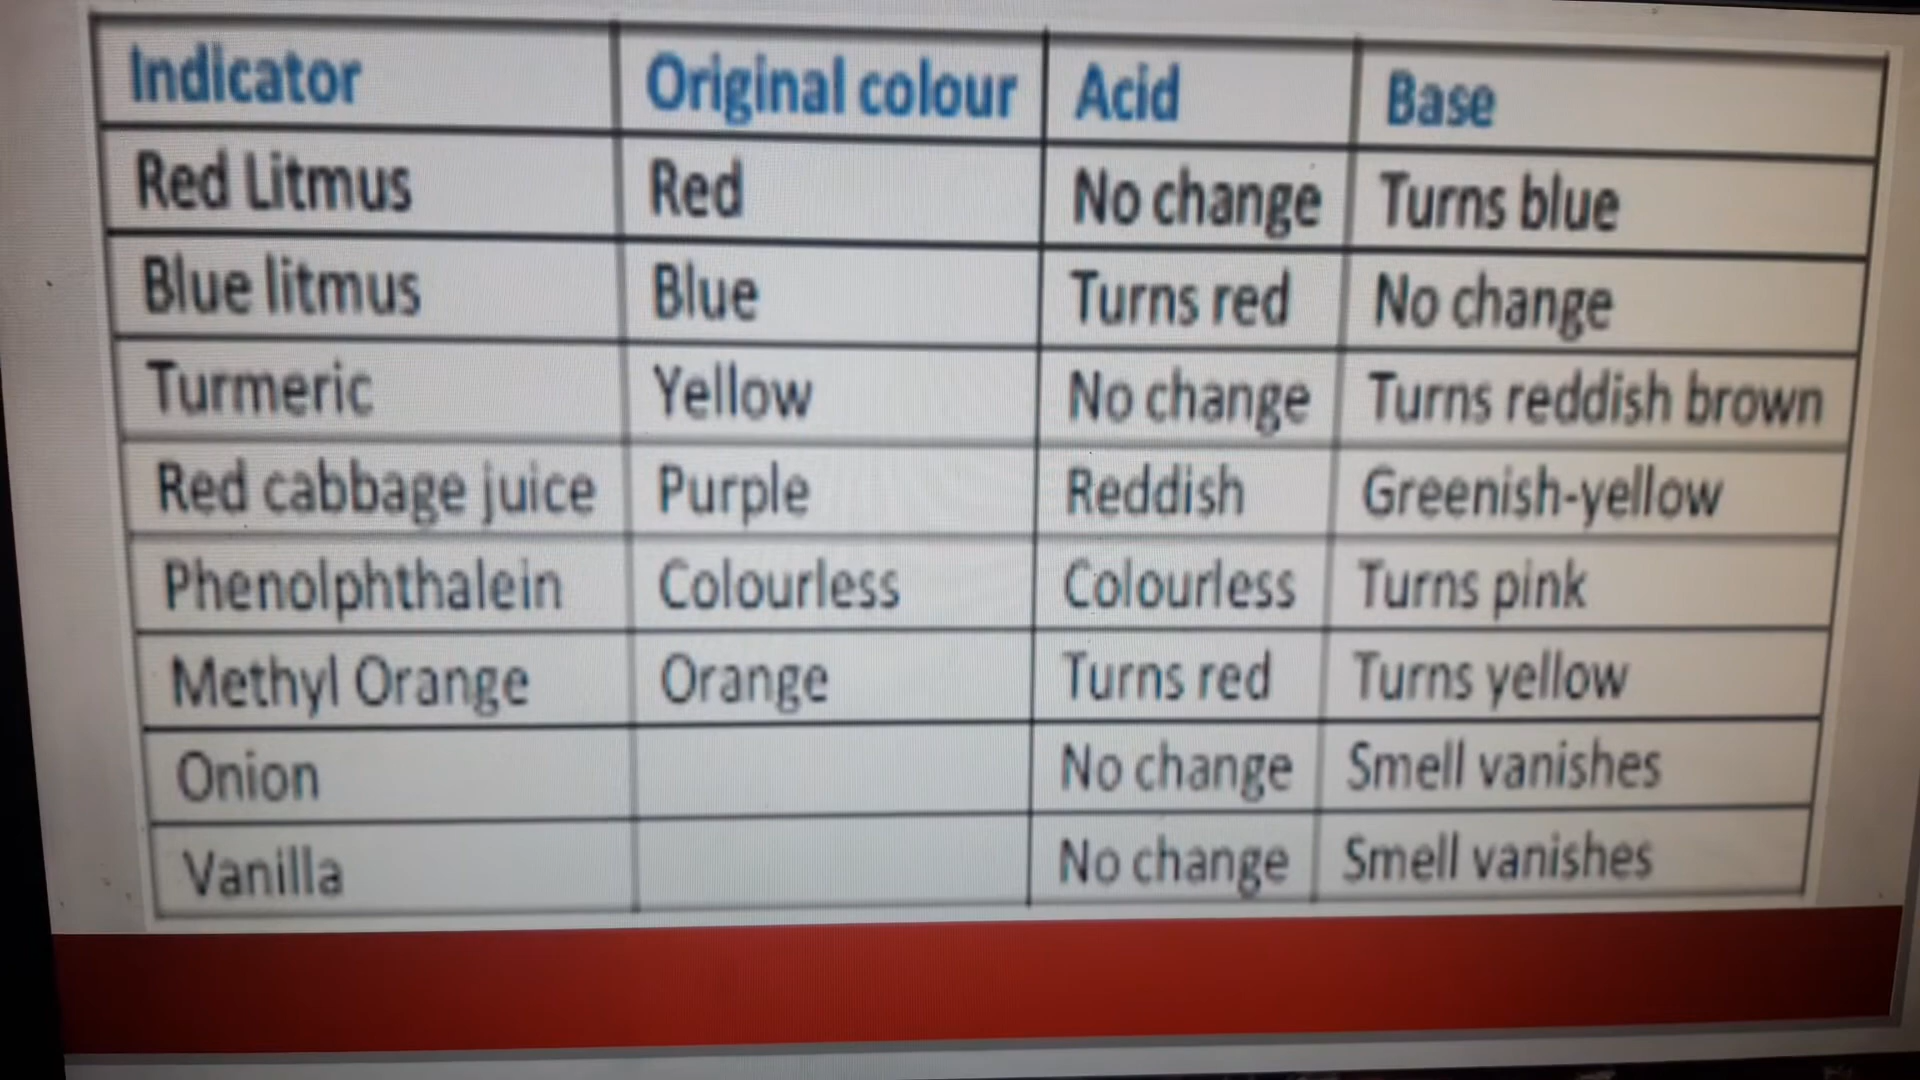 Indicator Original colour Acid Base
Red Litmus Red No change Turns blue
Blue litmus Blue Turns red No change
Turmeric Yellow No change Turns reddish brown
Red cabbage juice Purple Reddish Greenish-yellow
Phenolphthalein Colourless Colourless Turns pink
Methyl Orange Orange Turns red Turns yellow
Onion No change Smell vanishes
Vanilla No change Smell vanishes